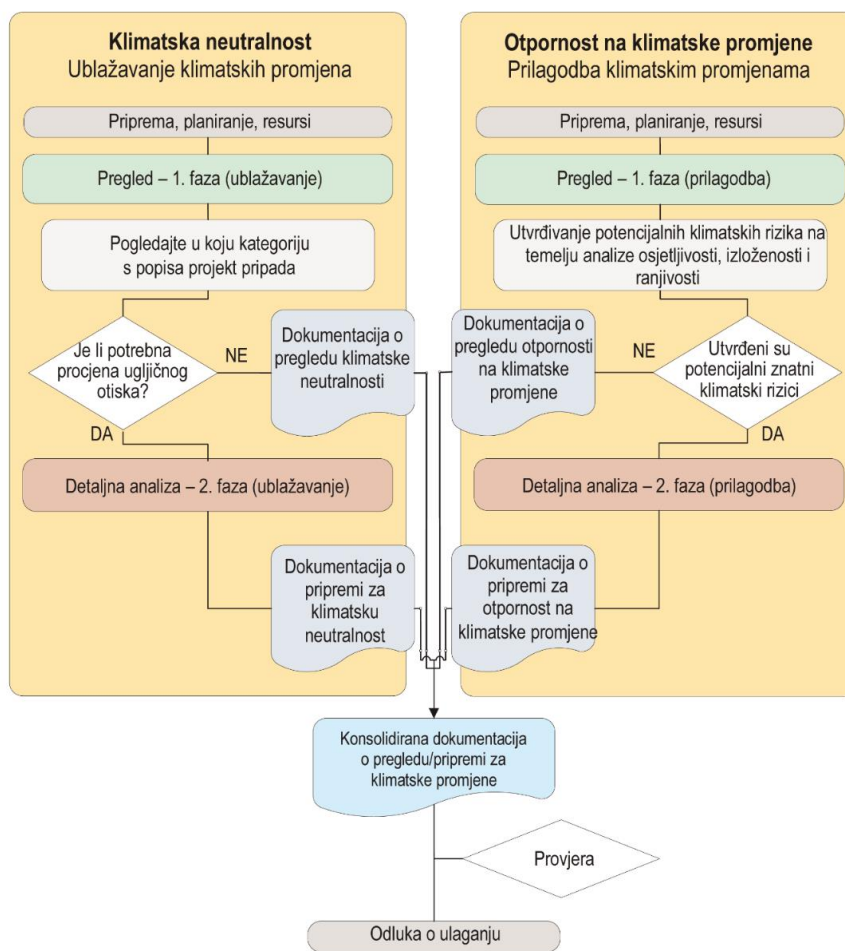 Klimatska neutralnost
Ublažavanje klimatskih promjena
Priprema, planiranje, resursi
Pregled – 1. faza (ublažavanje)
Pogledajte u koju kategoriju
s popisa projekt pripada
Je li potrebna
procjena ugljičnog
otiska?
NE
Dokumentacija o
pregledu klimatske
neutralnosti
DA
Detaljna analiza – 2. faza (ublažavanje)
Dokumentacija o
pripremi za
klimatsku
neutralnost
Otpornost na klimatske promjene
Prilagodba klimatskim promjenama
Priprema, planiranje, resursi
Pregled – 1. faza (prilagodba)
Utvrđivanje potencijalnih klimatskih rizika na
temelju analize osjetljivosti, izloženosti i
ranjivosti
Dokumentacija o
pregledu otpornosti
na klimatske
promjene
NE
Utvrđeni su
potencijalni znatni
klimatski rizici
DA
Detaljna analiza – 2. faza (prilagodba)
Dokumentacija o
pripremi za
otpornost na
klimatske promjene
Konsolidirana dokumentacija
o pregledu/pripremi za
klimatske promjene
Provjera
Odluka o ulaganju